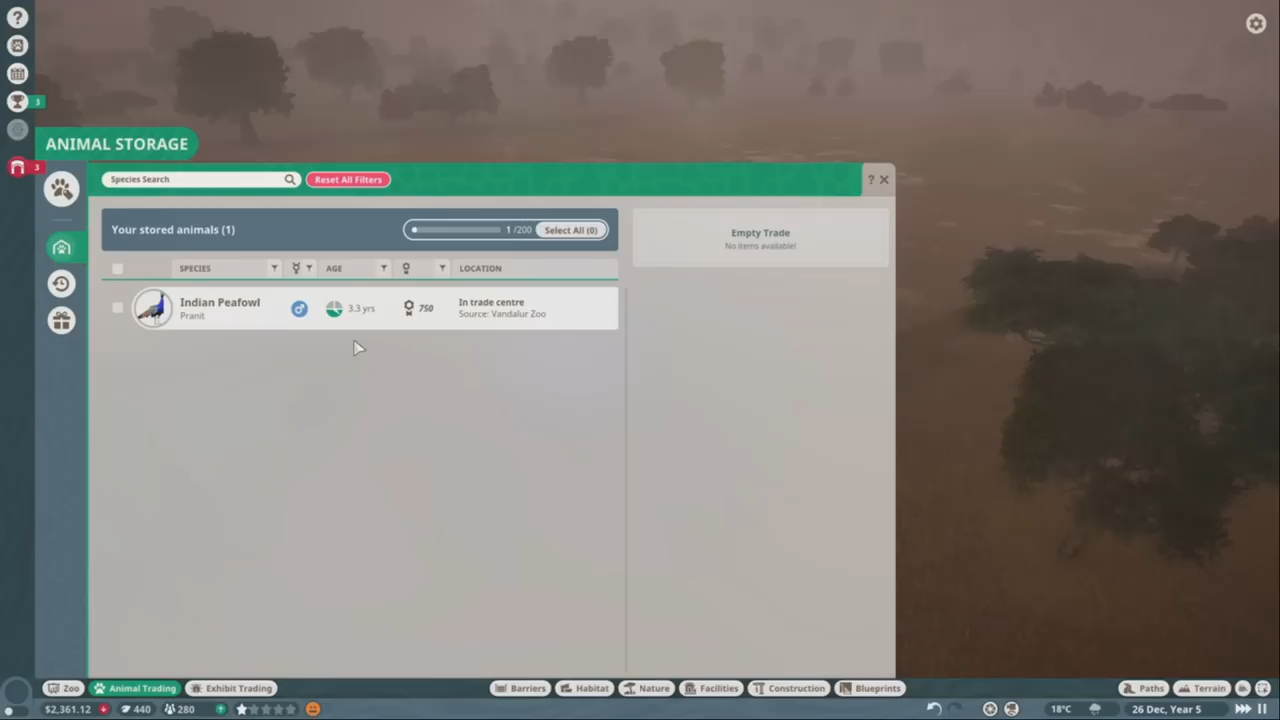 ?
3
ANIMAL STORAGE
3
Species Search
Reset All Filters
?
Your stored animals (1)
1 /200
Select All (0)
Empty Trade
No items available!
SPECIES
AGE
LOCATION
Indian Peafowl
Pranit
3.3 yrs
750
In trade centre
Source: Vandalur Zoo
Zoo
Animal Trading
Exhibit Trading
Barriers
Habitat
Nature
Facilities
Construction
Blueprints
Paths
Terrain
$2,361.12
440
280
18°C
26 Dec, Year 5